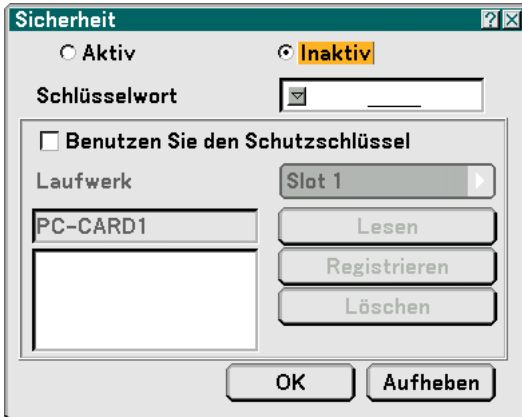 Sicherheit
Aktiv Inaktiv
Schlüsselwort
Benutzen Sie den Schutzschlüssel
Laufwerk Slot 1
PC-CARD1 Lesen
Registrieren
Löschen
OK Aufheben